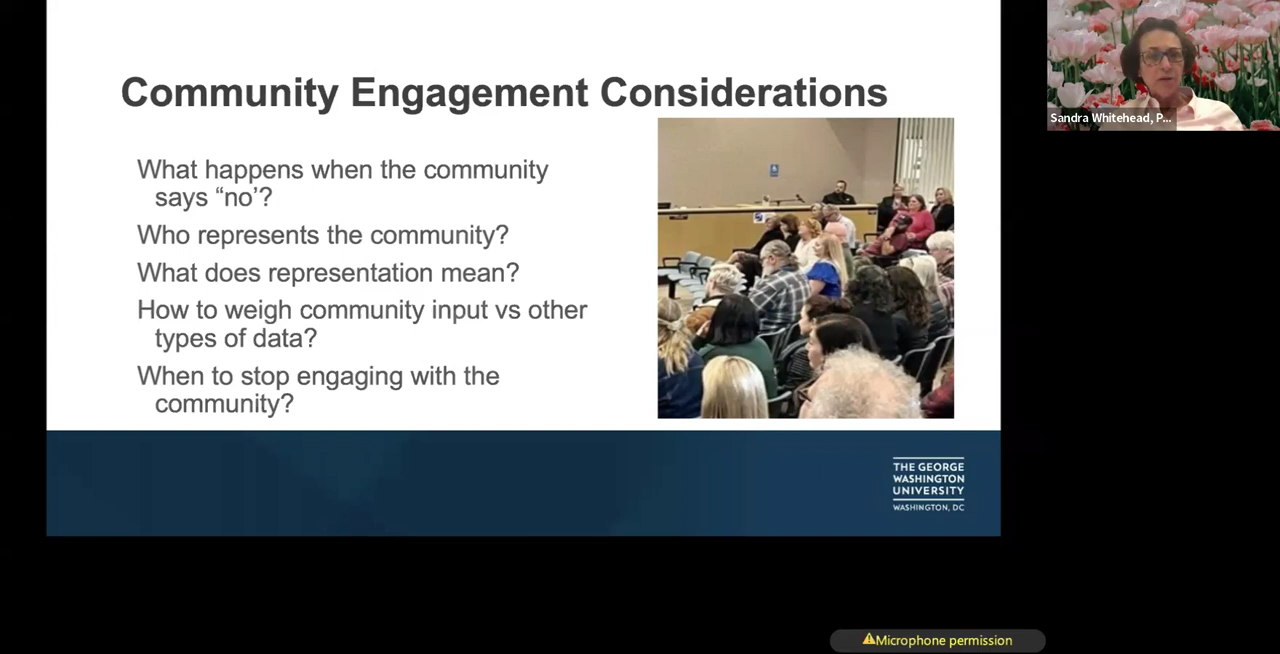 Community Engagement Considerations
What happens when the community
says “no’?
Who represents the community?
What does representation mean?
How to weigh community input vs other
types of data?
When to stop engaging with the
community?
THE GEORGE
WASHINGTON
UNIVERSITY
WASHINGTON, DC
Sandra Whitehead, P...
Microphone permission